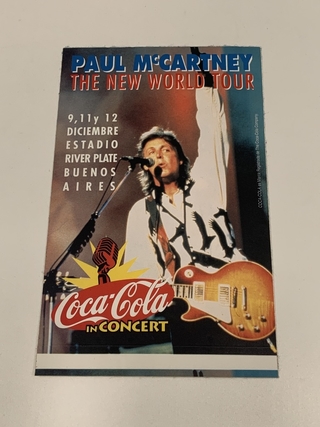 PAUL McCARTNEY
THE NEW WORLD TOUR
9,11 y 12
DICIEMBRE
ESTADIO
RIVER PLATE
BUENOS
AIRES
Coca-Cola
IN CONCERT